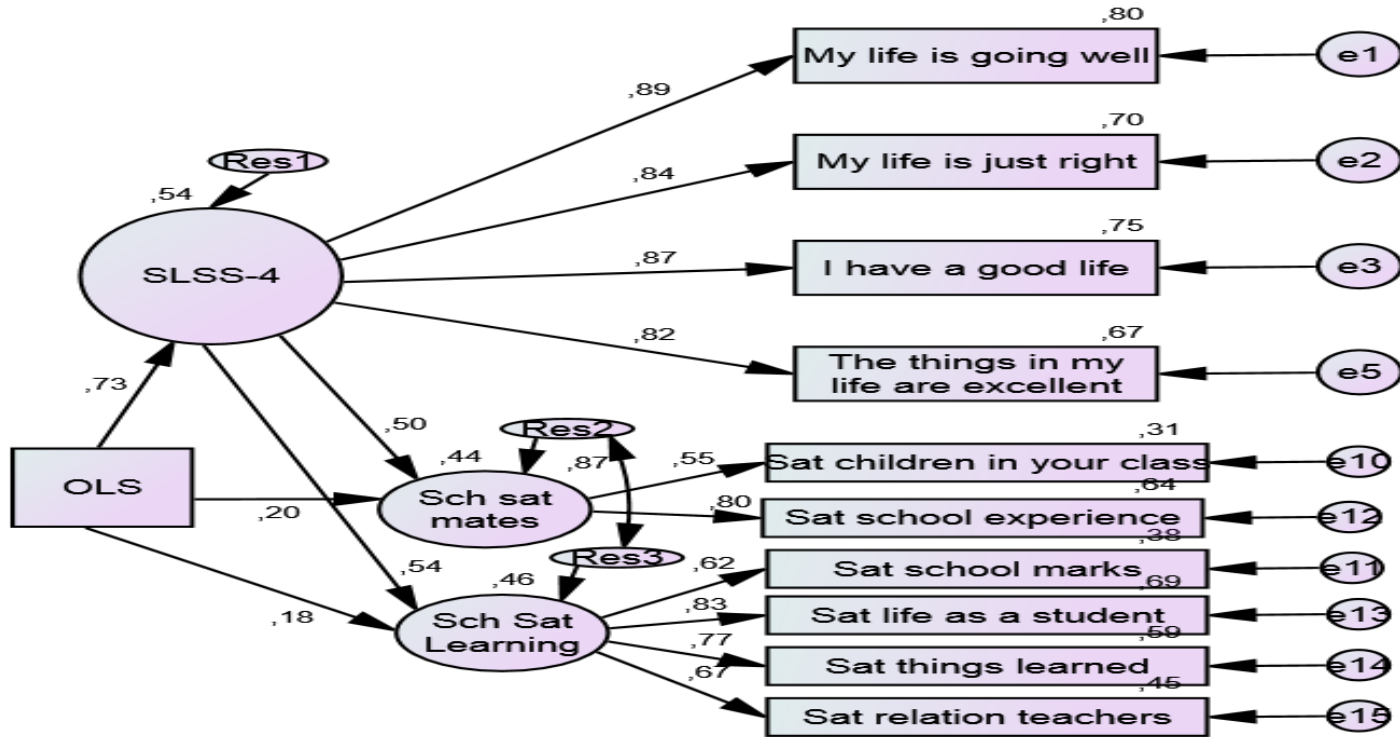 ,80
My life is going well
e1
,89
,70
My life is just right
e2
Res1
,84
,54
,75
SLSS-4
,87
I have a good life
e3
,82
,67
The things in my
life are excellent
e5
,73
,50
Res2
,31
,44
,87
,55
Sat children in your class
e10
OLS
Sch sat
mates
,64
,20
,80
Sat school experience
e12
,38
Res3
,54
,46
,62
Sat school marks
e11
,69
,18
Sch Sat
Learning
,83
Sat life as a student
e13
,59
,77
Sat things learned
e14
,67
,45
Sat relation teachers
e15